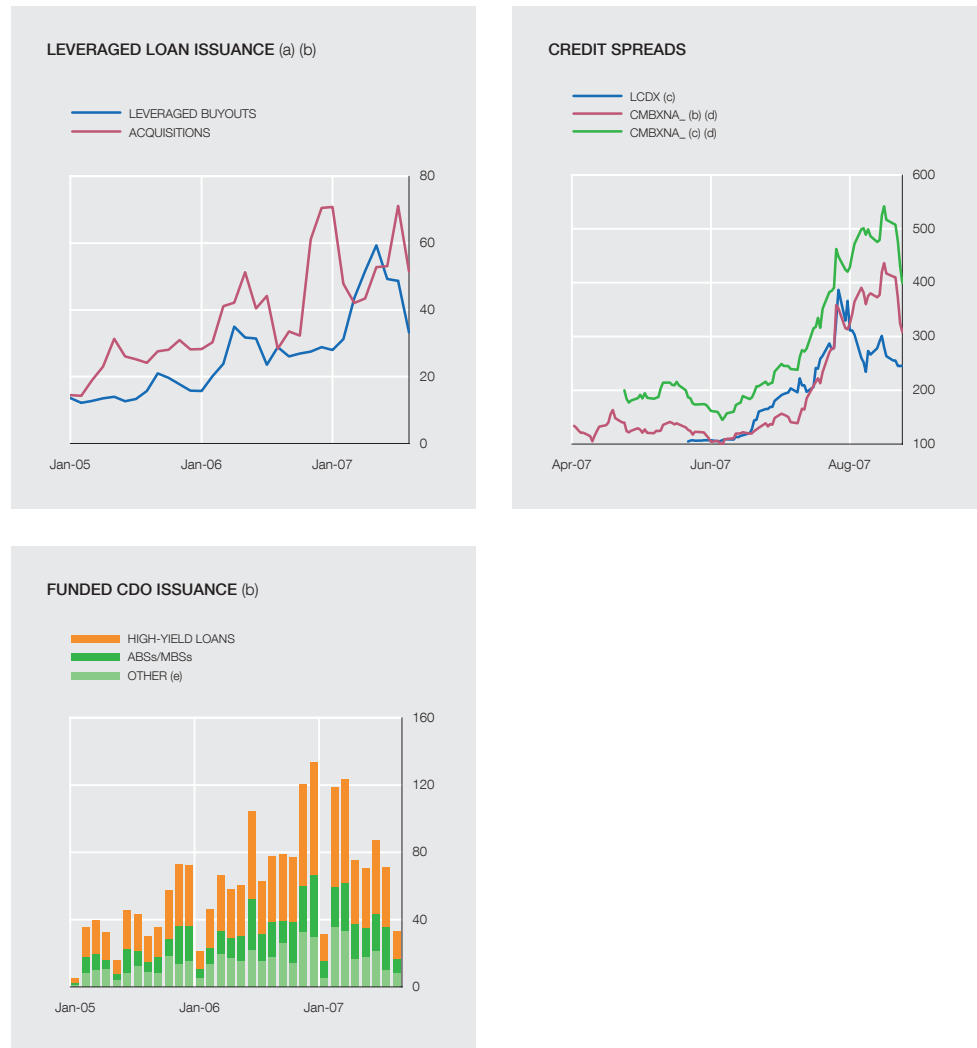 LEVERAGED LOAN ISSUANCE (a) (b)
LEVERAGED BUYOUTS
ACQUISITIONS
80
60
40
20
0
Jan-05 Jan-06 Jan-07
CREDIT SPREADS
LCDX (c)
CMBXNA_ (b) (d)
CMBXNA_ (c) (d)
600
500
400
300
200
100
Apr-07 Jun-07 Aug-07
FUNDED CDO ISSUANCE (b)
HIGH-YIELD LOANS
ABSs/MBSs
OTHER (e)
160
120
80
40
0
Jan-05 Jan-06 Jan-07